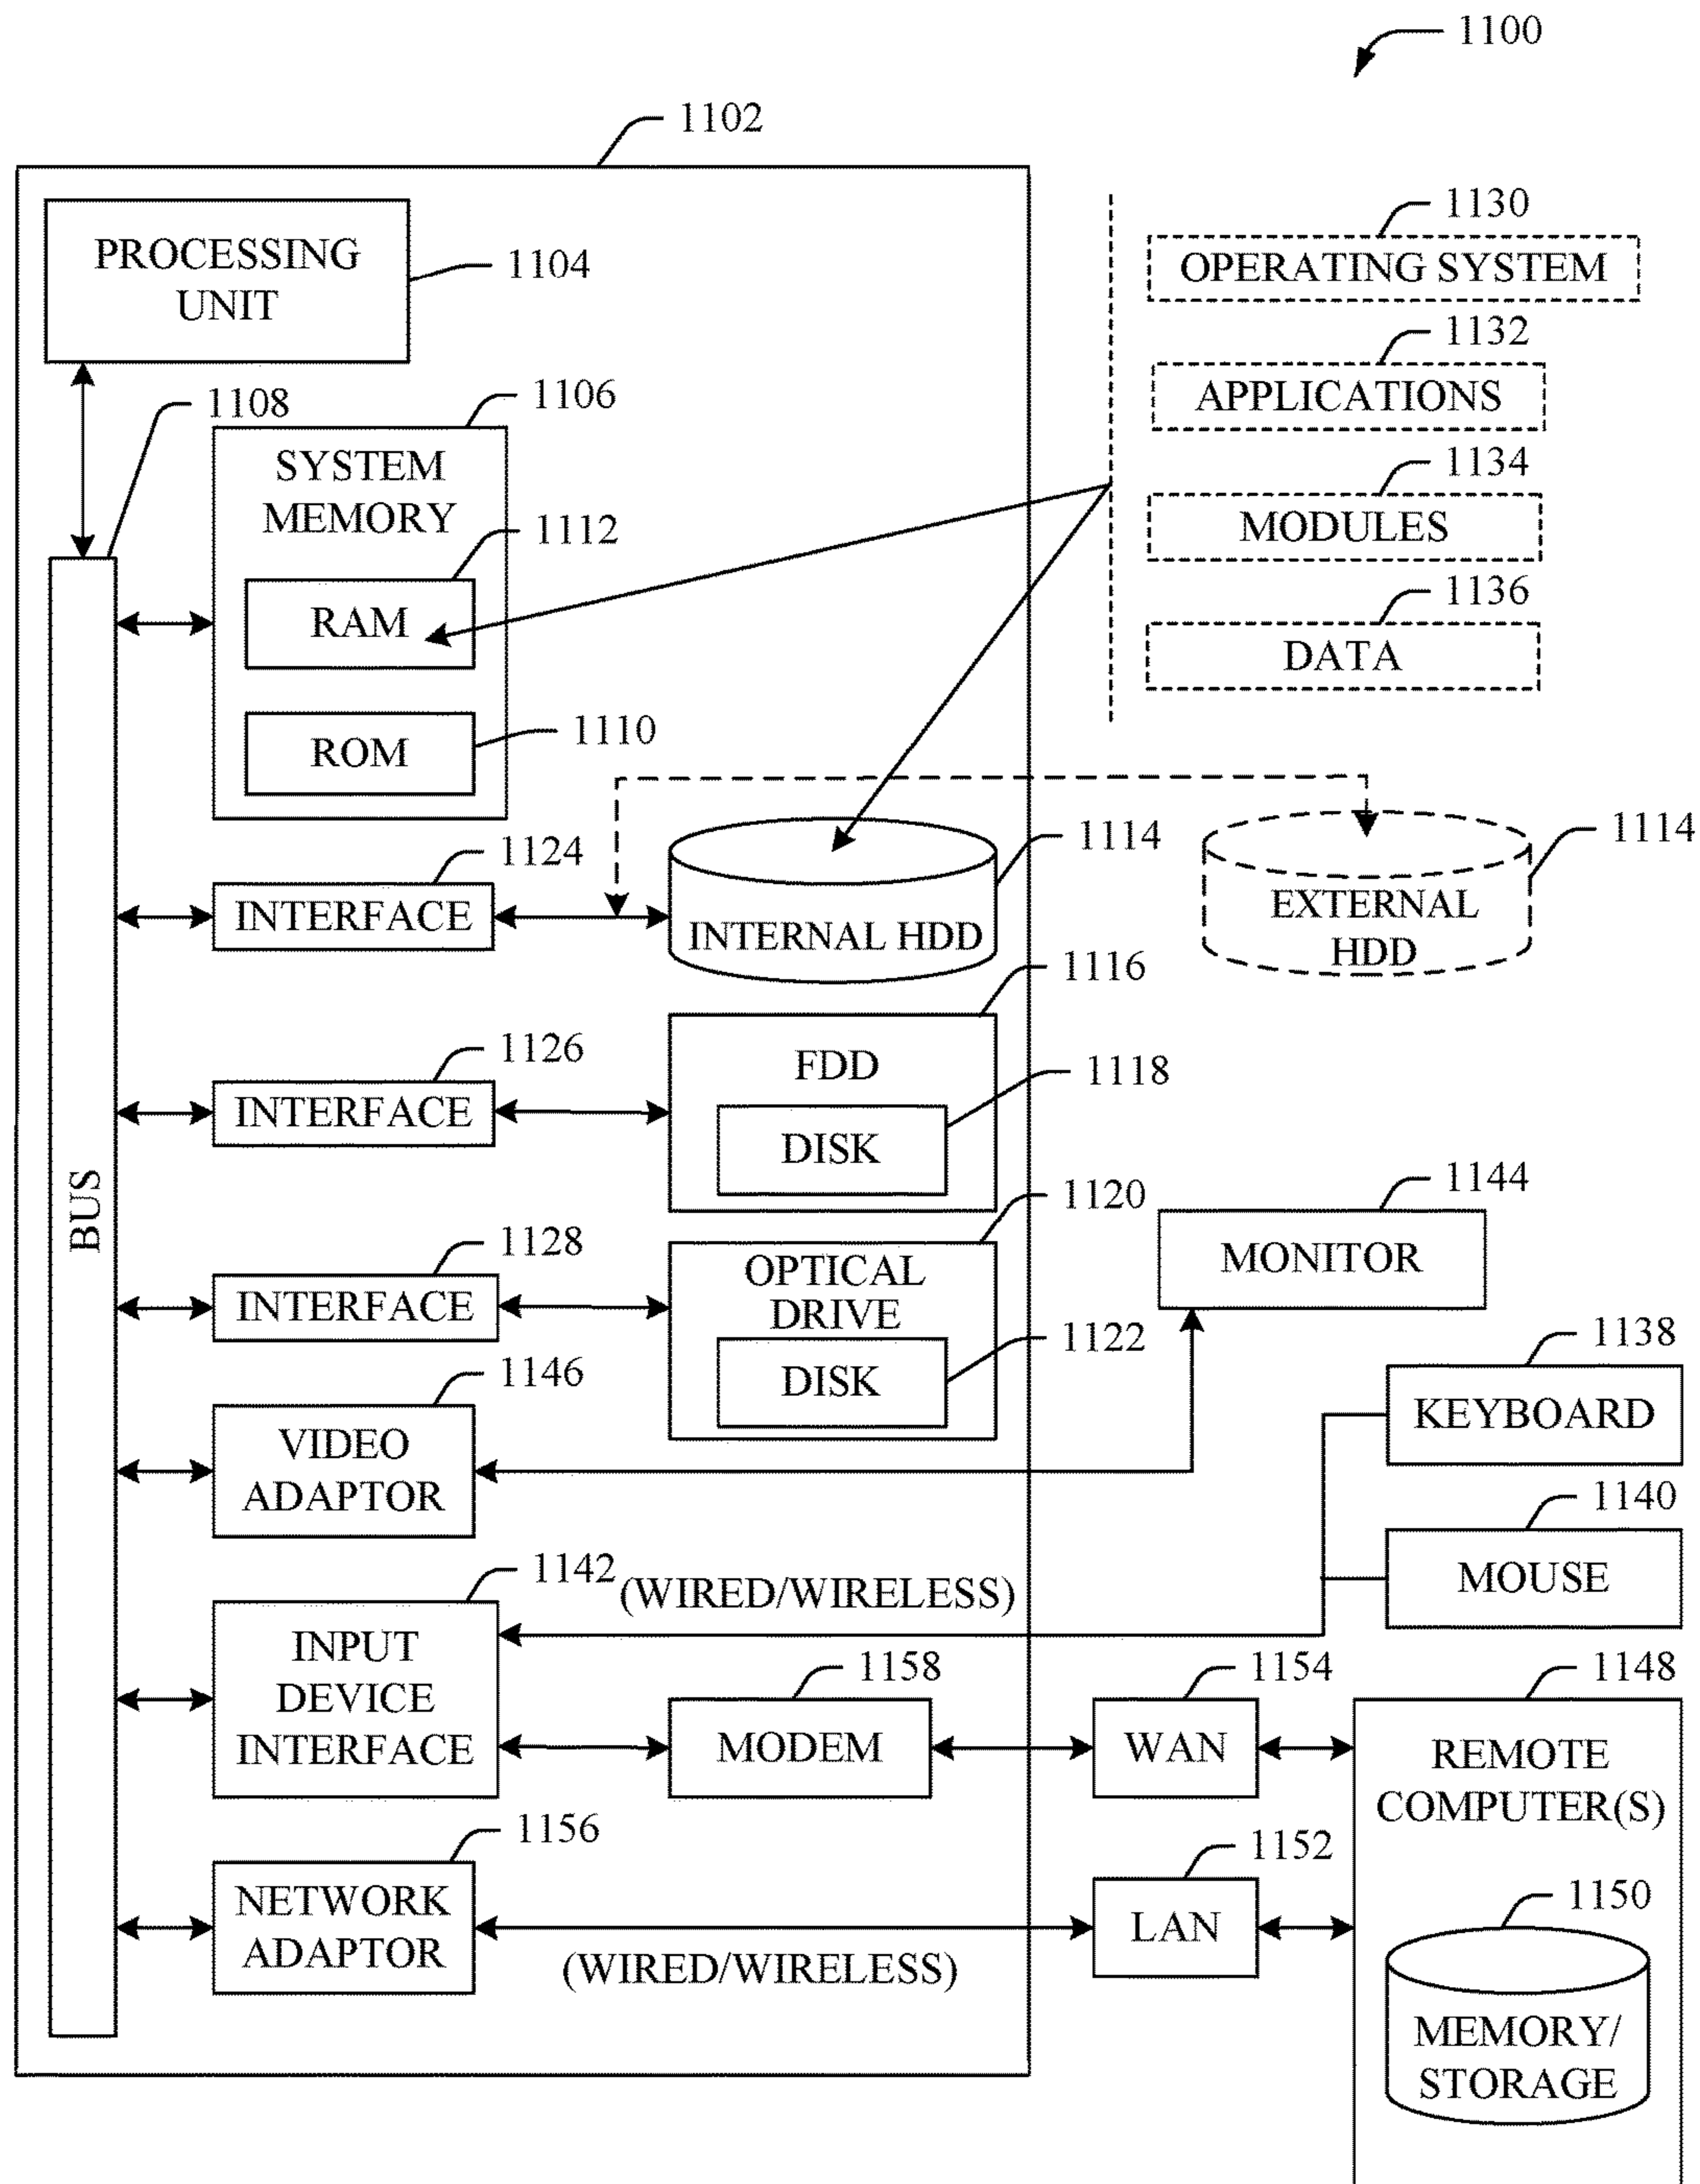 1100
1102
PROCESSING
UNIT
1104
1130
OPERATING SYSTEM
1132
APPLICATIONS
1134
MODULES
1136
DATA
1108
1106
SYSTEM
MEMORY
1112
RAM
1110
ROM
1124
INTERFACE
1114
INTERNAL HDD
1114
EXTERNAL
HDD
1116
1126
INTERFACE
FDD
1118
DISK
BUS
1120
1128
INTERFACE
OPTICAL
DRIVE
1122
DISK
1144
MONITOR
1146
VIDEO
ADAPTOR
1138
KEYBOARD
1140
MOUSE
1142
(WIRED/WIRELESS)
INPUT
DEVICE
INTERFACE
1158
MODEM
1154
WAN
1148
REMOTE
COMPUTER(S)
1156
NETWORK
ADAPTOR
(WIRED/WIRELESS)
1152
LAN
1150
MEMORY/
STORAGE